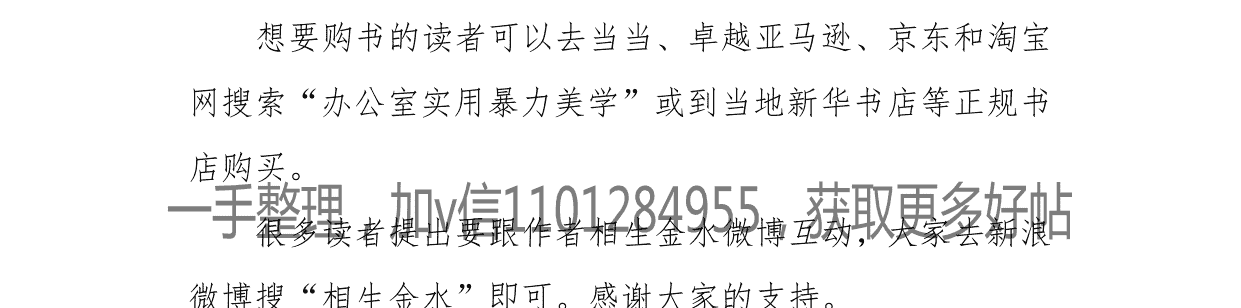 想要购书的读者可以去当当、卓越亚马逊、京东和淘宝
网搜索“办公室实用暴力美学”或到当地新华书店等正规书
店购买。
一手整理，加v信1101284955，获取更多好帖
很多读者提出要跟作者相生金水微博互动，大家去新浪
微博搜“相生金水”即可。感谢大家的支持。